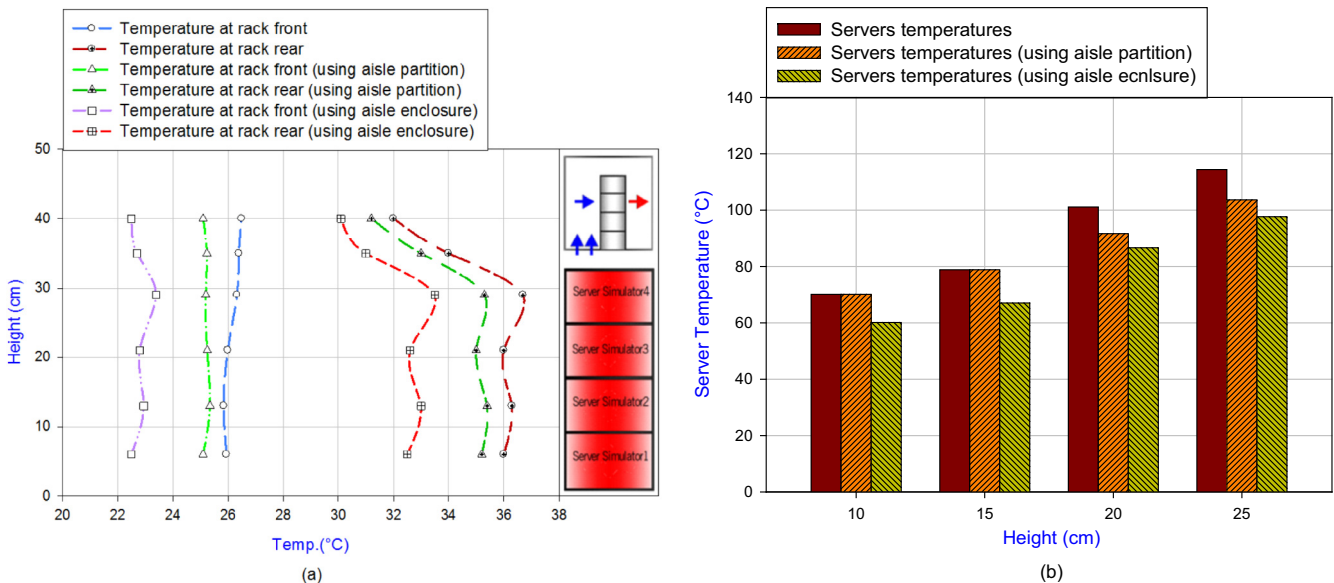 Temperature at rack front
Temperature at rack rear
Temperature at rack front (using aisle partition)
Temperature at rack rear (using aisle partition)
Temperature at rack front (using aisle enclosure)
Temperature at rack rear (using aisle enclosure)
50
40
30
20
10
0
Height (cm)
Server Simulator4
Server Simulator3
Server Simulator2
Server Simulator1
20 22 24 26 28 30 32 34 36 38
Temp.(°C)
(a)
Servers temperatures
Servers temperatures (using aisle partition)
Servers temperatures (using aisle ecnlsure)
140
120
100
80
60
40
20
0
Server Temperature (°C)
10 15 20 25
Height (cm)
(b)